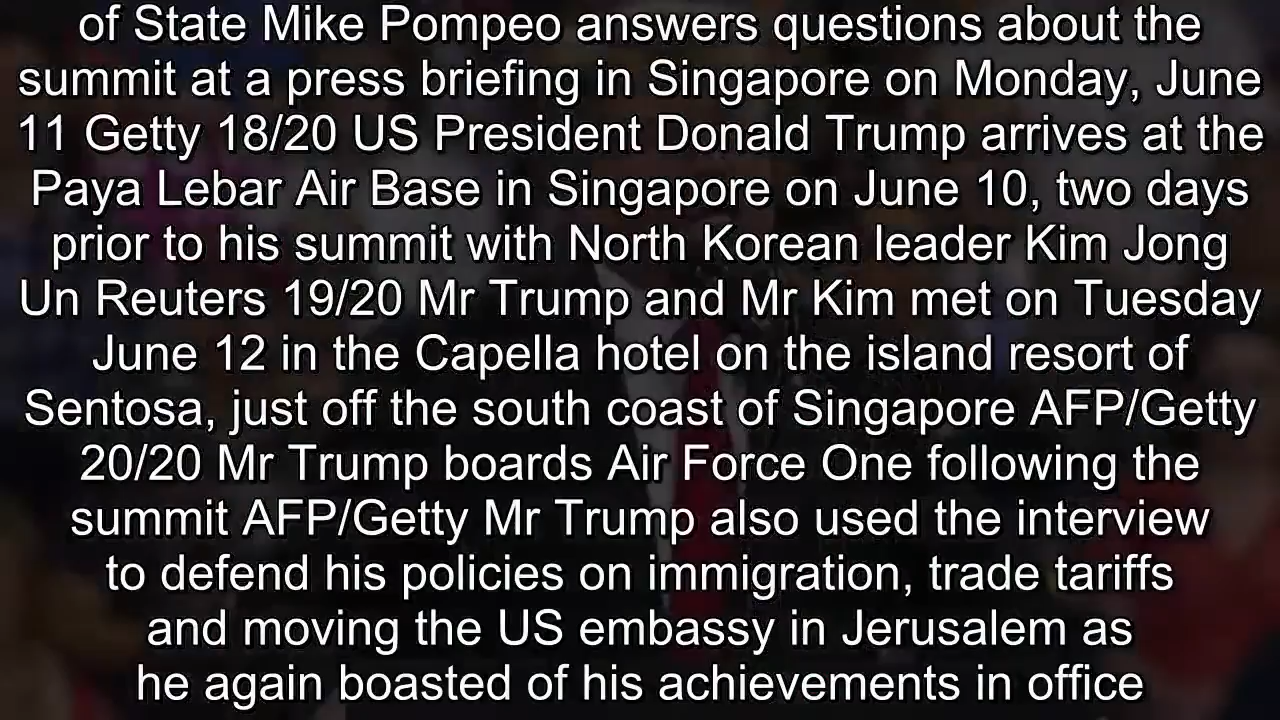 of State Mike Pompeo answers questions about the
summit at a press briefing in Singapore on Monday, June
11 Getty 18/20 US President Donald Trump arrives at the
Paya Lebar Air Base in Singapore on June 10, two days
prior to his summit with North Korean leader Kim Jong
Un Reuters 19/20 Mr Trump and Mr Kim met on Tuesday
June 12 in the Capella hotel on the island resort of
Sentosa, just off the south coast of Singapore AFP/Getty
20/20 Mr Trump boards Air Force One following the
summit AFP/Getty Mr Trump also used the interview
to defend his policies on immigration, trade tariffs
and moving the US embassy in Jerusalem as
he again boasted of his achievements in office